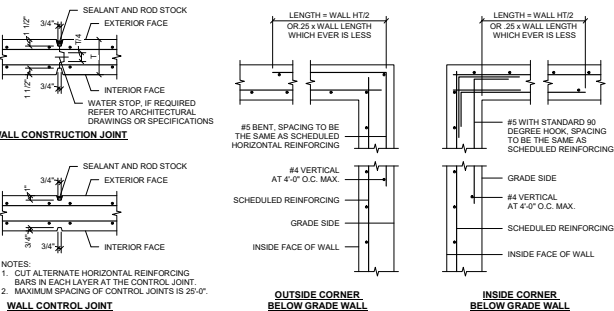 SEALANT AND ROD STOCK
3/4"
EXTERIOR FACE
1 1/2"
T/4
T
1 1/2"
3/4"
INTERIOR FACE
WATER STOP, IF REQUIRED
REFER TO ARCHITECTURAL
DRAWINGS OR SPECIFICATIONS
WALL CONSTRUCTION JOINT
SEALANT AND ROD STOCK
3/4"
EXTERIOR FACE
1"
3/4"
3/4"
INTERIOR FACE
NOTES:
1. CUT ALTERNATE HORIZONTAL REINFORCING
BARS IN EACH LAYER AT THE CONTROL JOINT.
2. MAXIMUM SPACING OF CONTROL JOINTS IS 25'-0".
WALL CONTROL JOINT
LENGTH = WALL HT/2
OR .25 x WALL LENGTH
WHICH EVER IS LESS
#5 BENT, SPACING TO BE
THE SAME AS SCHEDULED
HORIZONTAL REINFORCING
#4 VERTICAL
AT 4'-0" O.C. MAX.
SCHEDULED REINFORCING
GRADE SIDE
INSIDE FACE OF WALL
OUTSIDE CORNER
BELOW GRADE WALL
LENGTH = WALL HT/2
OR .25 x WALL LENGTH
WHICH EVER IS LESS
#5 WITH STANDARD 90
DEGREE HOOK, SPACING
TO BE THE SAME AS
SCHEDULED REINFORCING
GRADE SIDE
#4 VERTICAL
AT 4'-0" O.C. MAX.
SCHEDULED REINFORCING
INSIDE FACE OF WALL
INSIDE CORNER
BELOW GRADE WALL